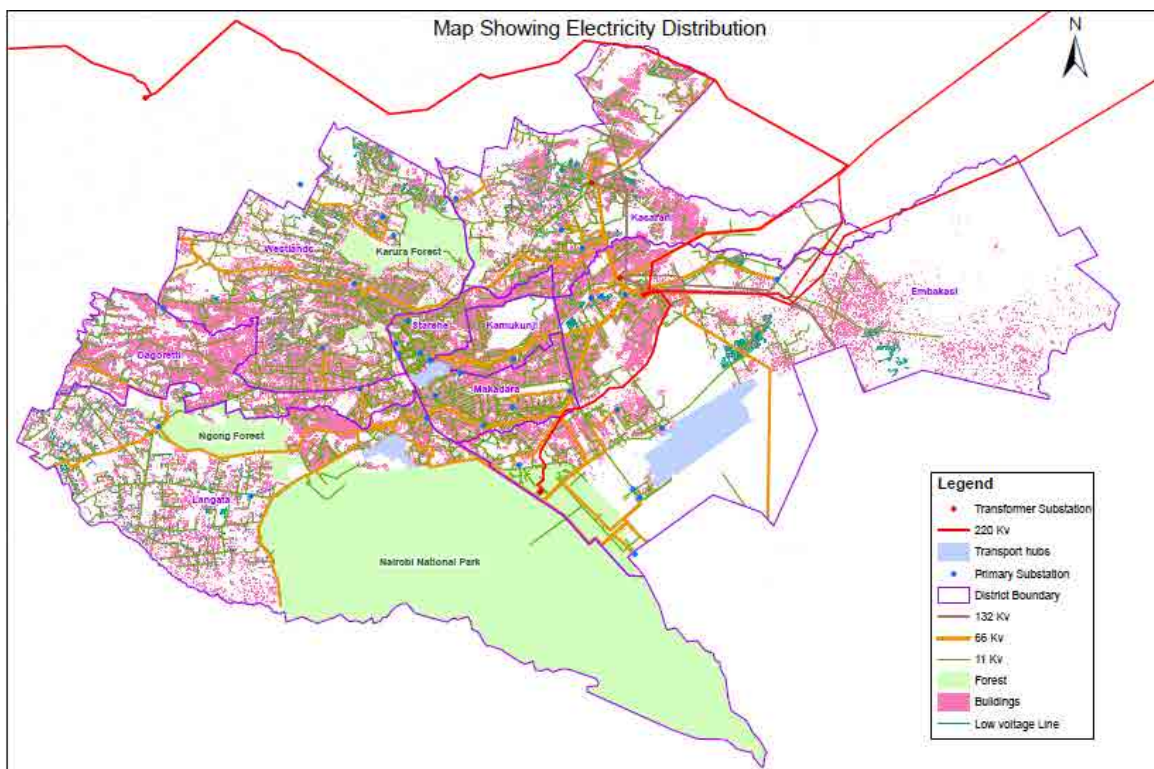 Map Showing Electricity Distribution
N
Kasarani
Westlands
Karura Forest
Embakasi
Starehe
Kamukunji
Dagoretti
Makadara
Ngong Forest
Langata
Nairobi National Park
Legend
Transformer Substation
220 Kv
Transport hubs
Primary Substation
District Boundary
132 Kv
66 Kv
11 Kv
Forest
Buildings
Low voltage Line